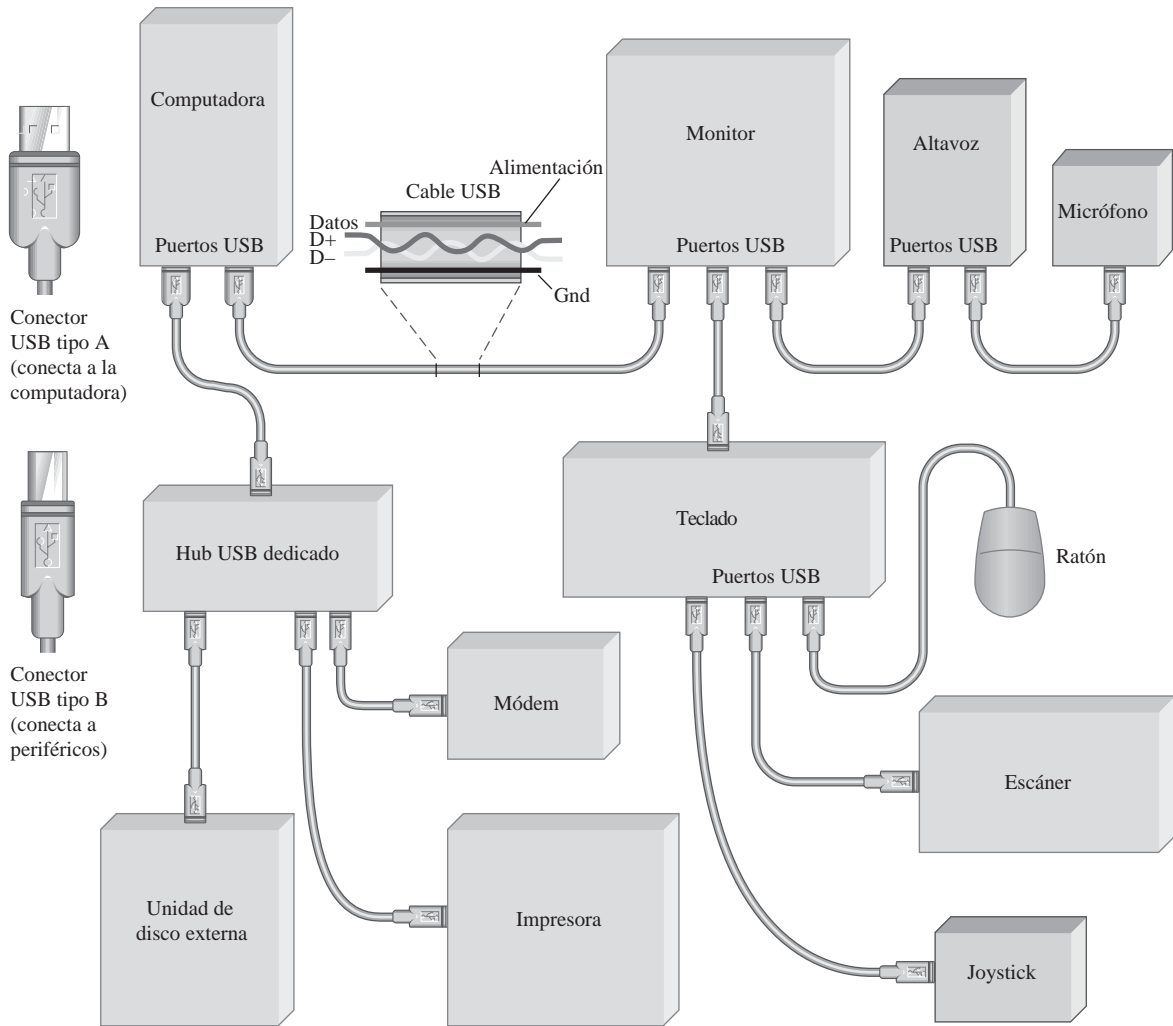 Computadora
Monitor
Altavoz
Micrófono
Alimentación
Cable USB
Datos
D+
D–
Gnd
Puertos USB
Puertos USB
Puertos USB
Conector
USB tipo A
(conecta a la
computadora)
Hub USB dedicado
Teclado
Puertos USB
Ratón
Conector
USB tipo B
(conecta a
periféricos)
Módem
Escáner
Unidad de
disco externa
Impresora
Joystick